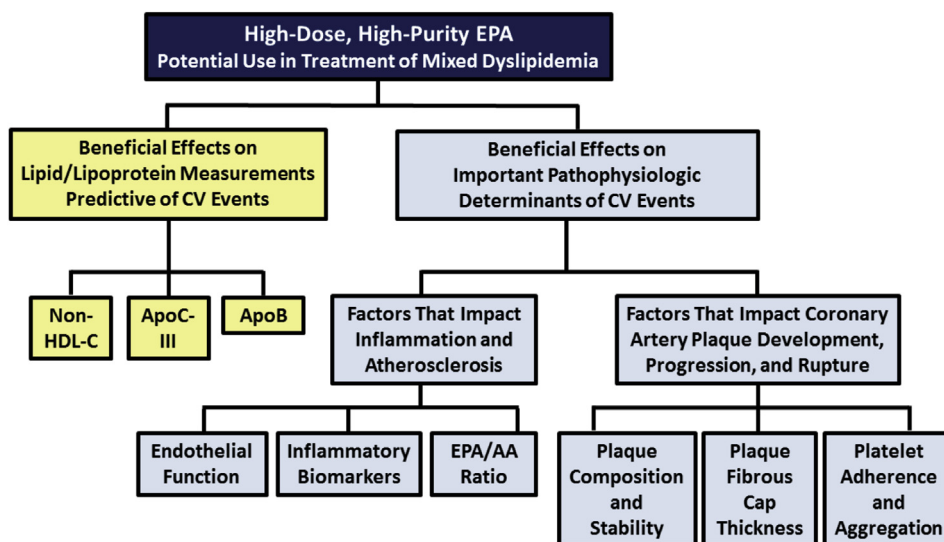 High-Dose, High-Purity EPA
Potential Use in Treatment of Mixed Dyslipidemia
Beneficial Effects on
Lipid/Lipoprotein Measurements
Predictive of CV Events
Beneficial Effects on
Important Pathophysiologic
Determinants of CV Events
Non-
HDL-C
ApoC-
III
ApoB
Factors That Impact
Inflammation and
Atherosclerosis
Factors That Impact Coronary
Artery Plaque Development,
Progression, and Rupture
Endothelial
Function
Inflammatory
Biomarkers
EPA/AA
Ratio
Plaque
Composition
and
Stability
Plaque
Fibrous
Cap
Thickness
Platelet
Adherence
and
Aggregation